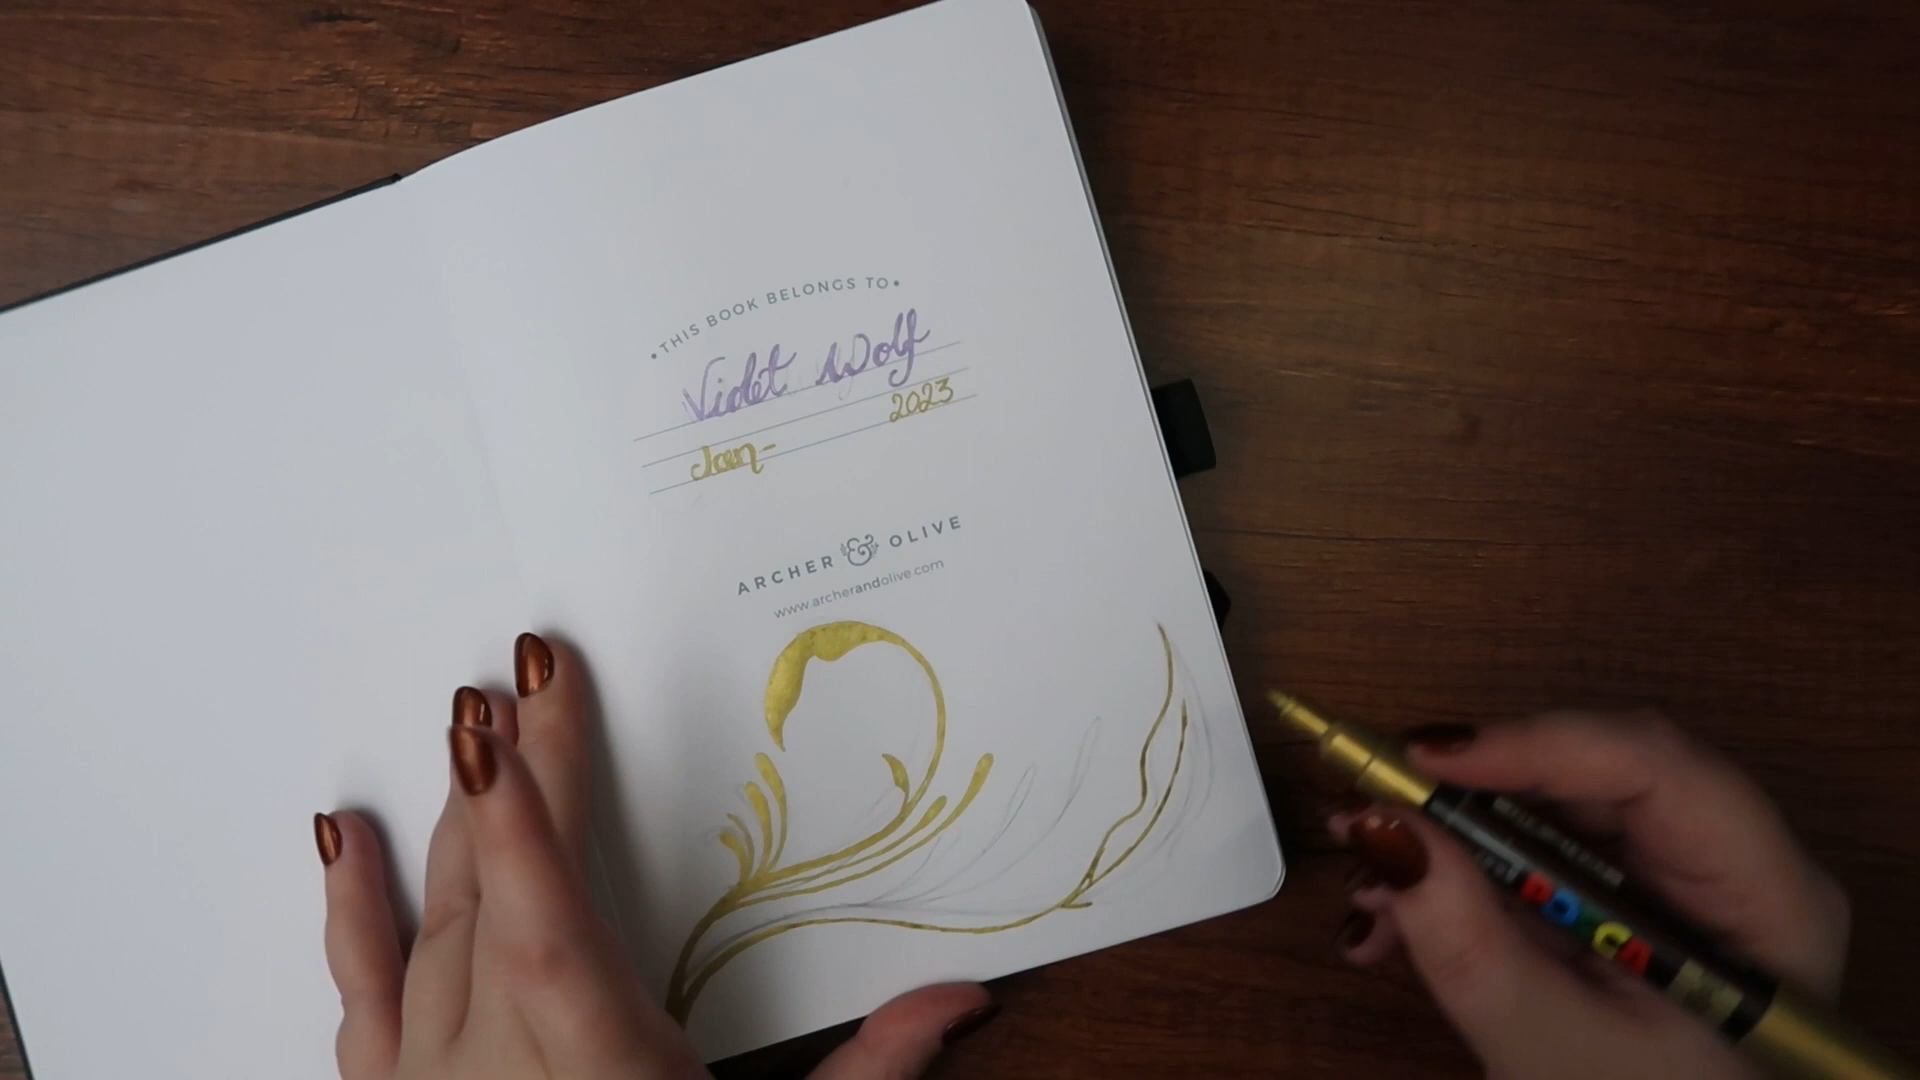 • THIS BOOK BELONGS TO •
Violet Wolf
2023
Jan-
ARCHER & OLIVE
www.archerandolive.com
POSCA